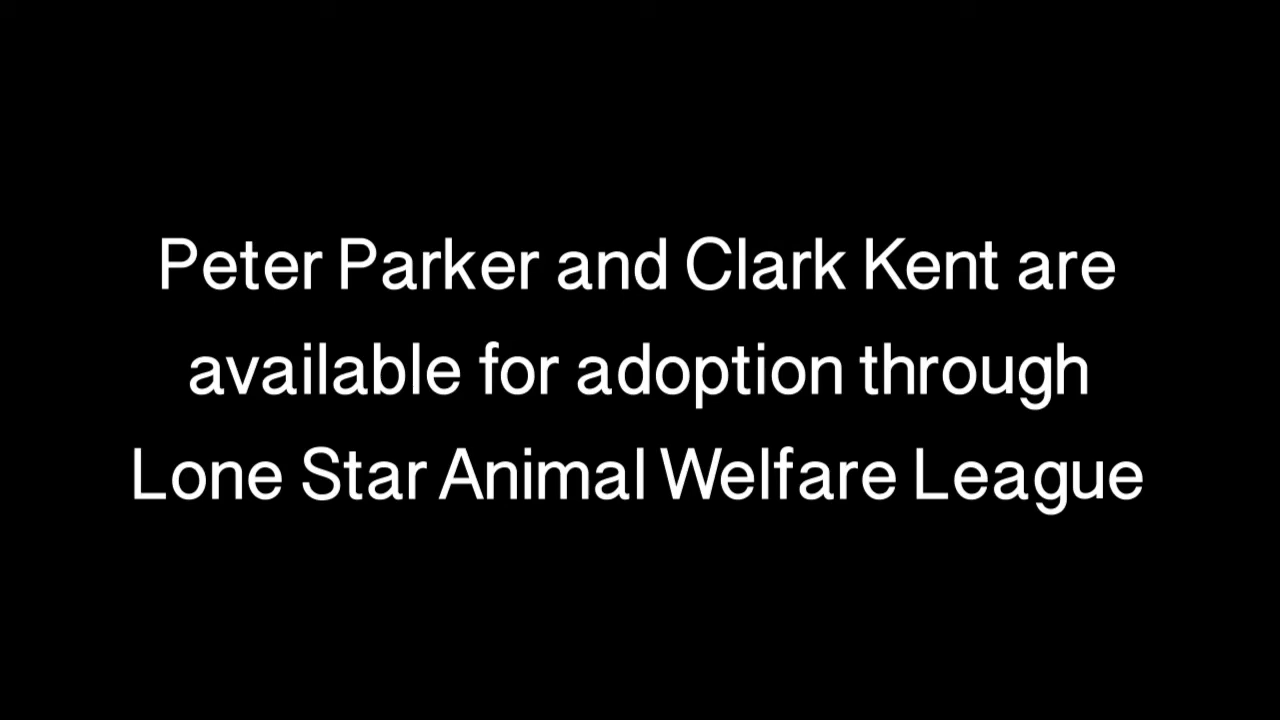 Peter Parker and Clark Kent are
available for adoption through
Lone Star Animal Welfare League